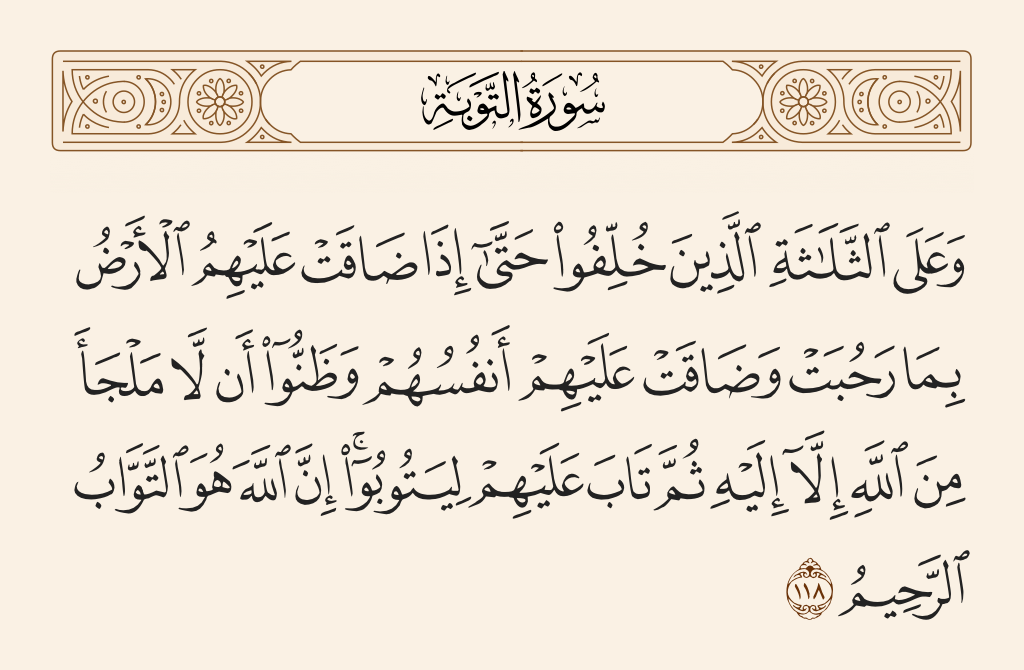 سُورَةُ التَّوْبَةِ
وَعَلَى ٱلثَّلَـٰثَةِ ٱلَّذِينَ خُلِّفُوا۟ حَتَّىٰٓ إِذَا ضَاقَتْ عَلَيْهِمُ ٱلْأَرْضُ
بِمَا رَحُبَتْ وَضَاقَتْ عَلَيْهِمْ أَنفُسُهُمْ وَظَنُّوٓا۟ أَن لَّا مَلْجَأَ
مِنَ ٱللَّهِ إِلَّآ إِلَيْهِ ثُمَّ تَابَ عَلَيْهِمْ لِيَتُوبُوٓا۟ ۚ إِنَّ ٱللَّهَ هُوَ ٱلتَّوَّابُ
ٱلرَّحِيمُ ١١٨